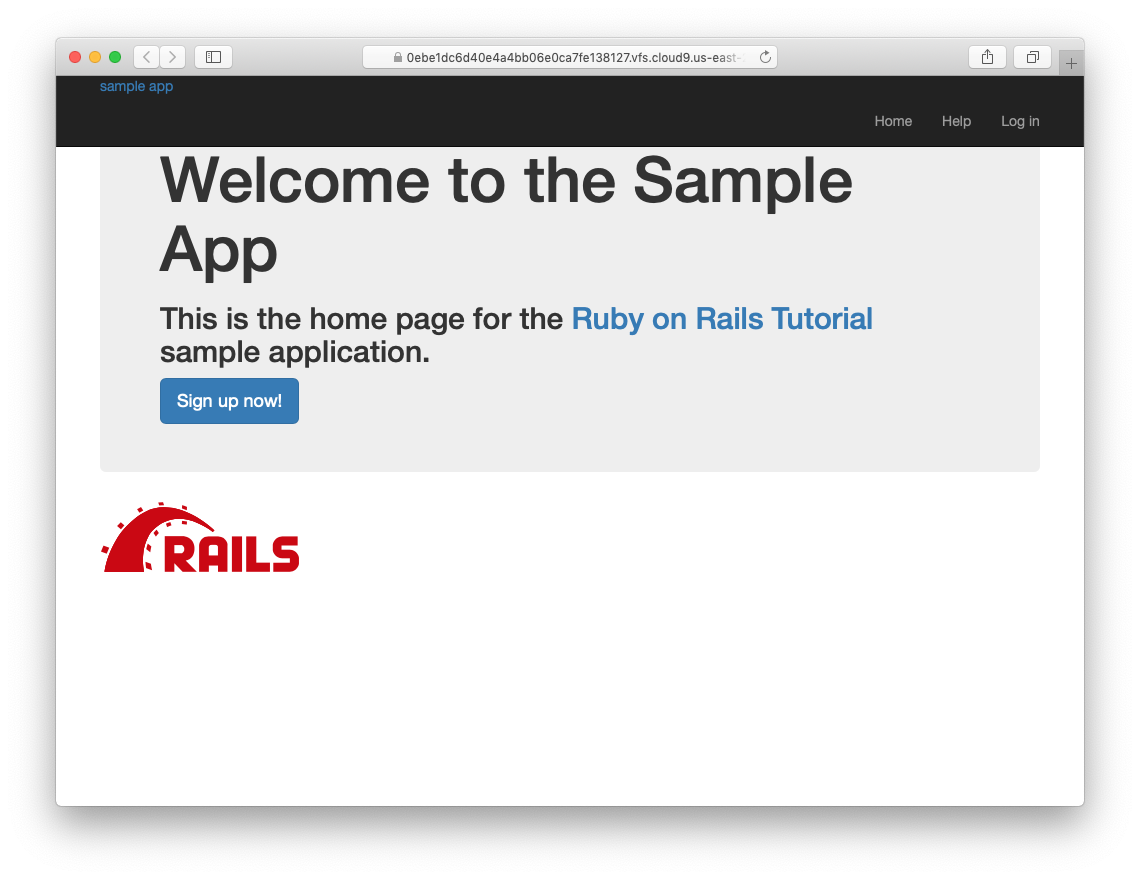 0ebe1dc6d40e4a4bb06e0ca7fe138127.vfs.cloud9.us-east-
sample app
Home Help Log in
Welcome to the Sample
App
This is the home page for the Ruby on Rails Tutorial
sample application.
Sign up now!
RAILS